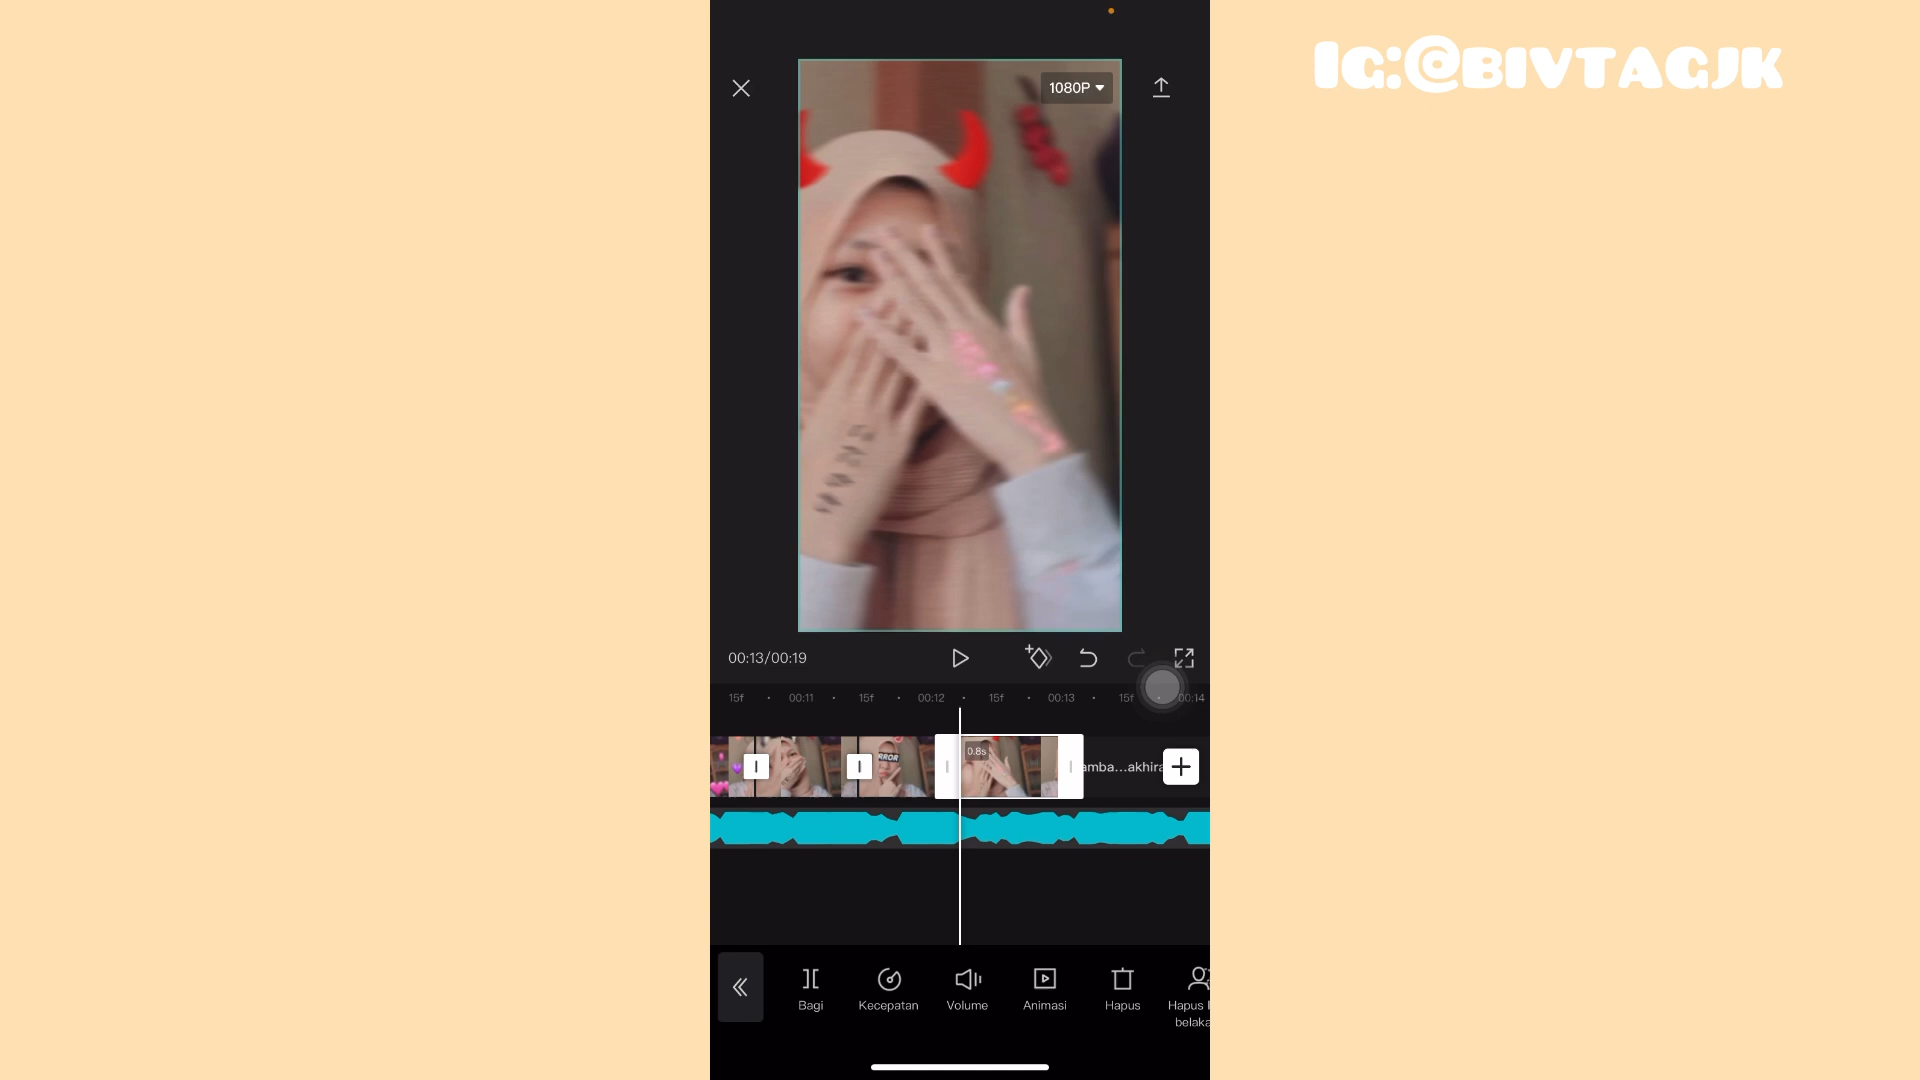 IG:@BIVTAGJK
1080P
00:13/00:19
15f 00:11 15f 00:12 15f 00:13 15f 00:14
0.8s
RROR
amba...akhira
Bagi Kecepatan Volume Animasi Hapus Hapus
belaka